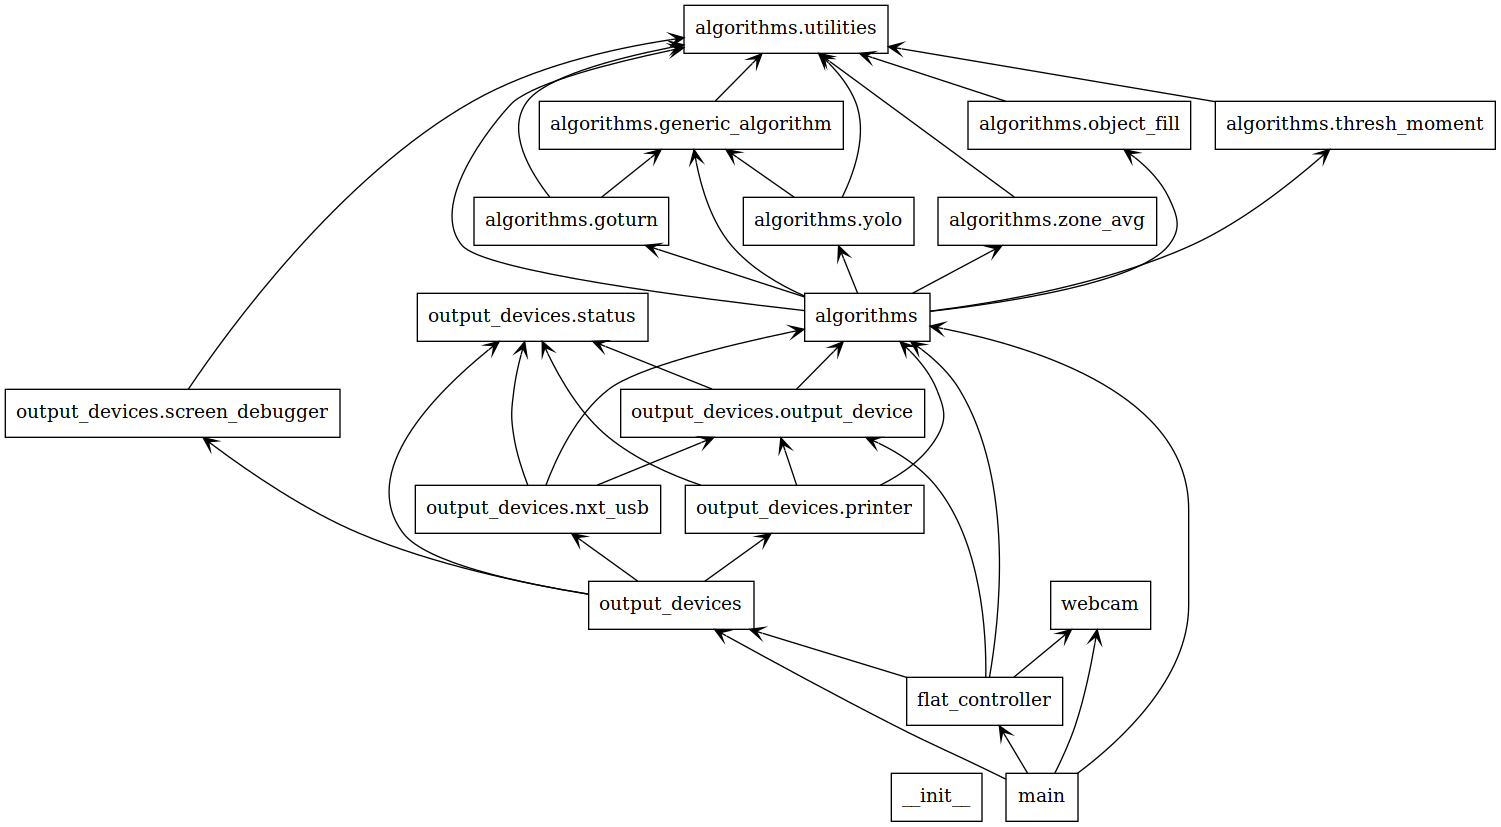 algorithms.utilities
algorithms.generic_algorithm
algorithms.object_fill
algorithms.thresh_moment
algorithms.goturn
algorithms.yolo
algorithms.zone_avg
output_devices.status
algorithms
output_devices.screen_debugger
output_devices.output_device
output_devices.nxt_usb
output_devices.printer
output_devices
webcam
flat_controller
__init__
main